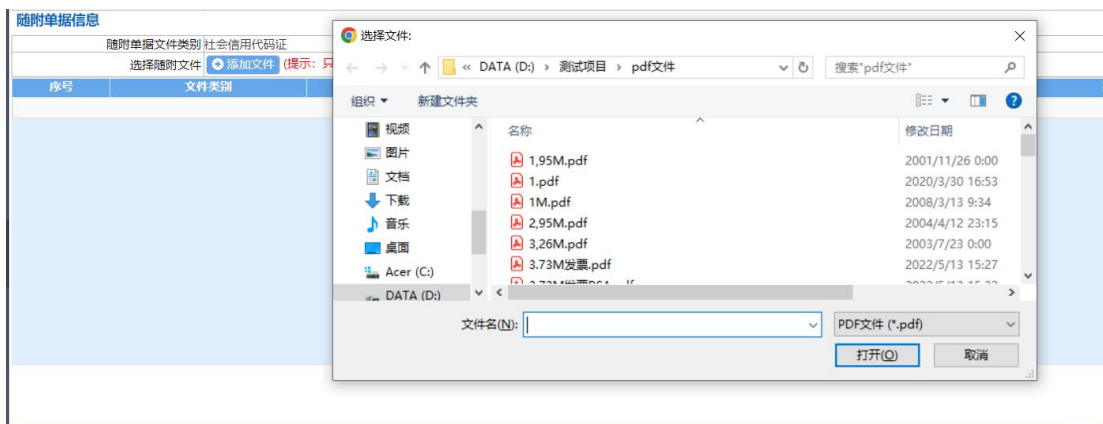 随附单据信息
随附单据文件类别 社会信用代码证
选择随附文件 添加文件 (提示：只
序号 文件类别
选择文件:
« DATA (D:) › 测试项目 › pdf文件 搜索"pdf文件"
组织 新建文件夹
名称 修改日期
视频
图片
文档
下载
音乐
桌面
Acer (C:)
DATA (D:)
1,95M.pdf 2001/11/26 0:00
1.pdf 2020/3/30 16:53
1M.pdf 2008/3/13 9:34
2,95M.pdf 2004/4/12 23:15
3,26M.pdf 2003/7/23 0:00
3.73M发票.pdf 2022/5/13 15:27
文件名(N): PDF文件 (*.pdf)
打开(O) 取消